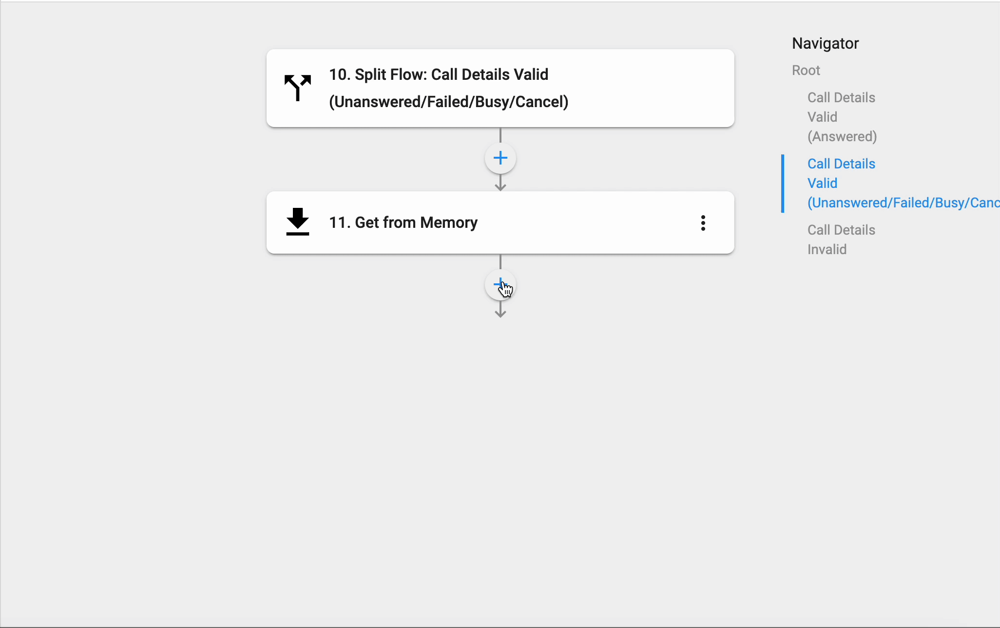 10. Split Flow: Call Details Valid
(Unanswered/Failed/Busy/Cancel)
11. Get from Memory
Navigator
Root
Call Details
Valid
(Answered)
Call Details
Valid
(Unanswered/Failed/Busy/Canc
Call Details
Invalid